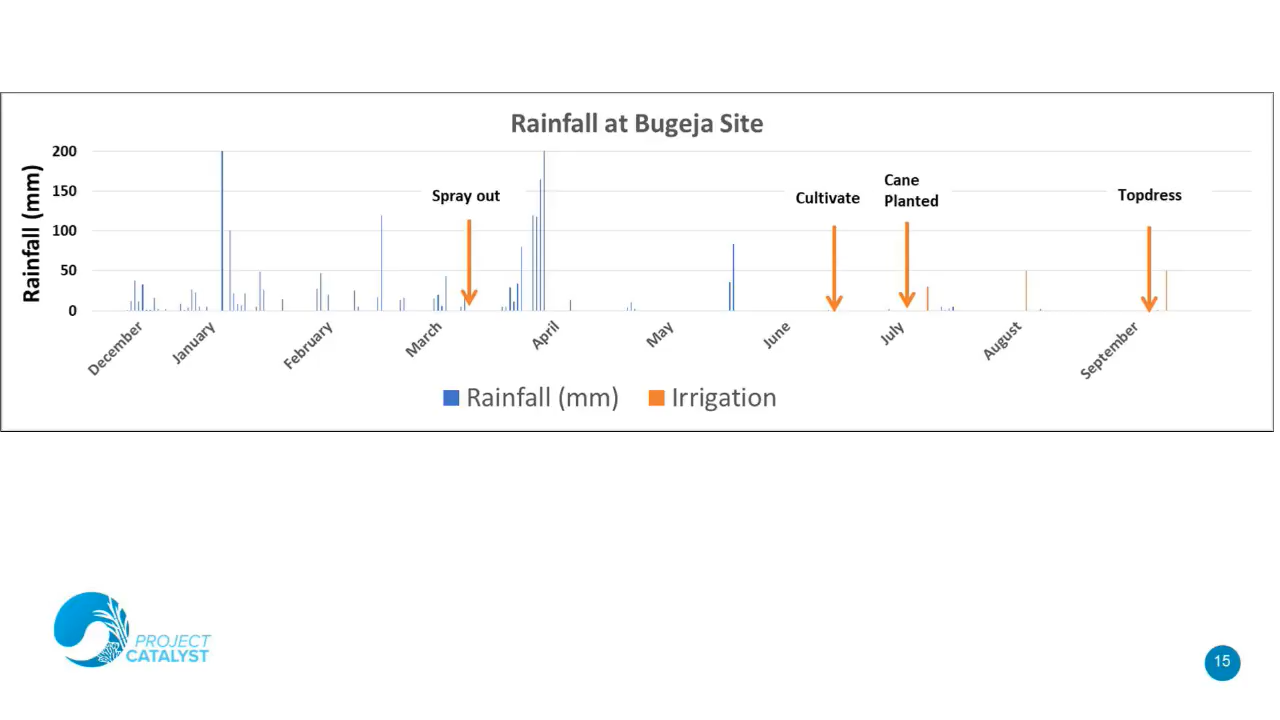 Rainfall at Bugeja Site
Rainfall (mm)
200
150
100
50
0
Spray out
Cultivate
Cane
Planted
Topdress
December
January
February
March
April
May
June
July
August
September
Rainfall (mm)
Irrigation
PROJECT
CATALYST
15